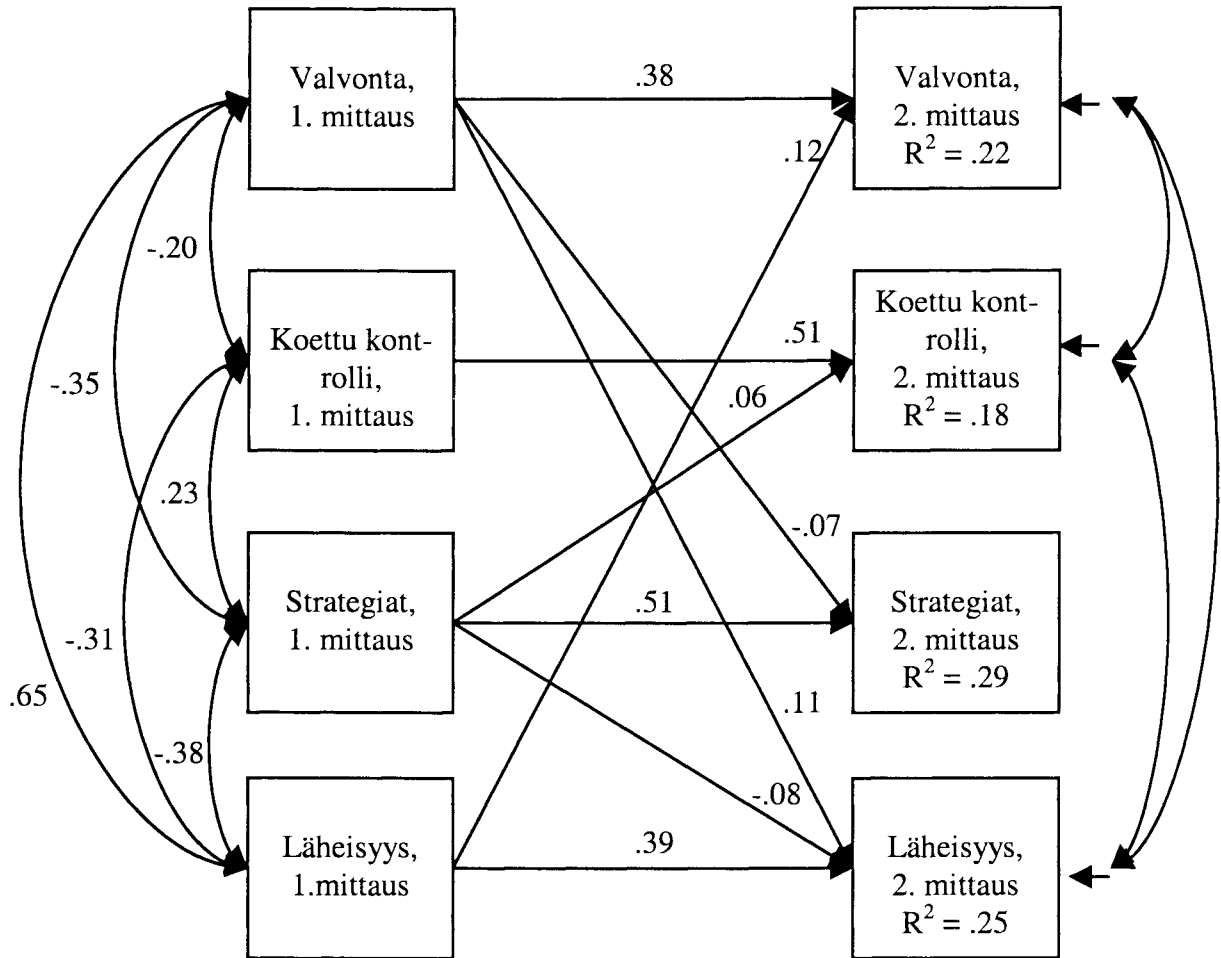 Valvonta,
1. mittaus
.38
Valvonta,
2. mittaus
R² = .22
.12
-.20
Koettu kont-
rolli,
1. mittaus
.51
Koettu kont-
rolli,
2. mittaus
R² = .18
-.35
.06
.23
-.07
Strategiat,
1. mittaus
.51
Strategiat,
2. mittaus
R² = .29
-.31
.65
.11
-.38
-.08
Läheisyys,
1.mittaus
.39
Läheisyys,
2. mittaus
R² = .25